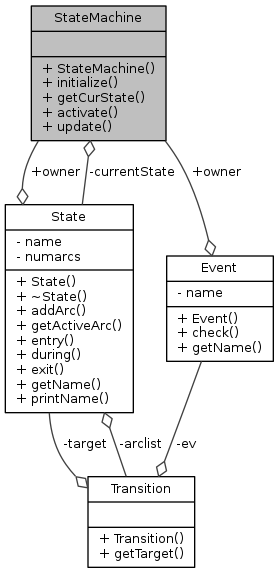 StateMachine
+ StateMachine()
+ initialize()
+ getCurState()
+ activate()
+ update()
+owner
-currentState
+owner
State
- name
- numarcs
+ State()
+ ~State()
+ addArc()
+ getActiveArc()
+ entry()
+ during()
+ exit()
+ getName()
+ printName()
Event
- name
+ Event()
+ check()
+ getName()
-target
-arclist
-ev
Transition
+ Transition()
+ getTarget()